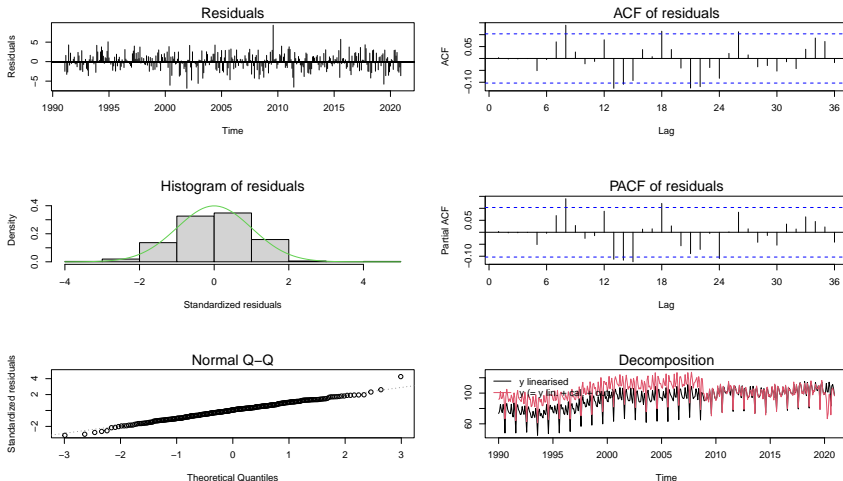 Residuals
Residuals
5
0
−5
1990 1995 2000 2005 2010 2015 2020
Time
ACF of residuals
ACF
0.05
−0.10
0 6 12 18 24 30 36
Lag
Histogram of residuals
Density
0.4
0.2
0.0
−4 −2 0 2 4
Standardized residuals
PACF of residuals
Partial ACF
0.05
−0.10
0 6 12 18 24 30 36
Lag
Normal Q−Q
Standardized residuals
4
2
−2
−3 −2 −1 0 1 2 3
Theoretical Quantiles
Decomposition
y linearised
y (= y lin + cal
100
60
1990 1995 2000 2005 2010 2015 2020
Time